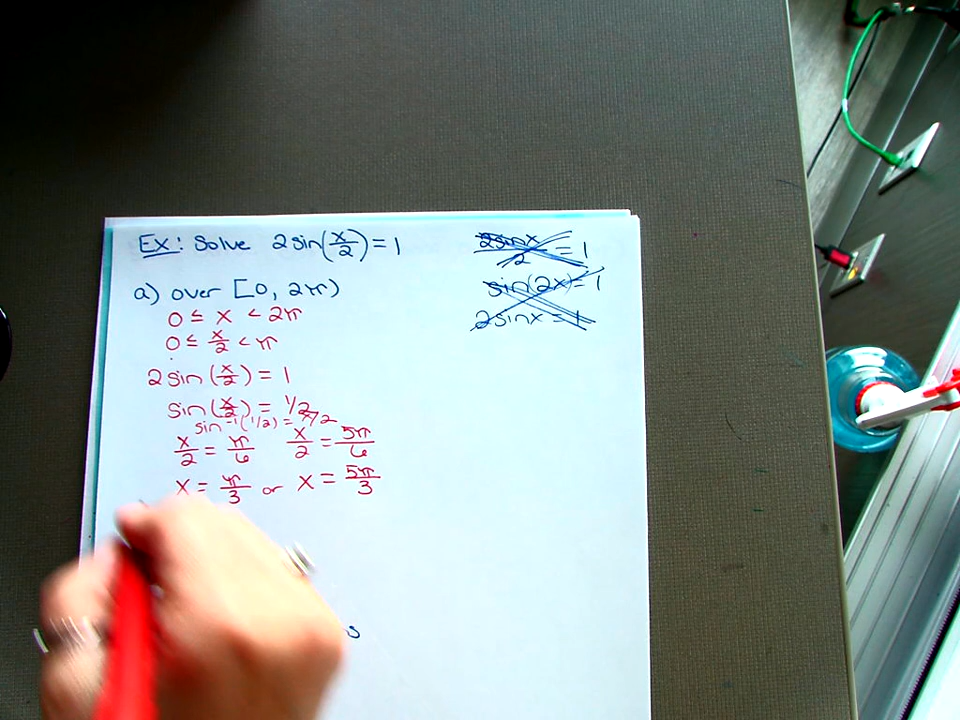 Ex: Solve 2sin(x/2) = 1
a) over [0, 2π)
0 ≤ x < 2π
0 ≤ x/2 < π
2sin(x/2) = 1
sin(x/2) = 1/2
sin⁻¹(1/2) = x/2
x/2 = π/6 x/2 = 5π/6
x = π/3 or x = 5π/3
2sinx/2 = 1
sin(2x) = 1
2sinx = 1